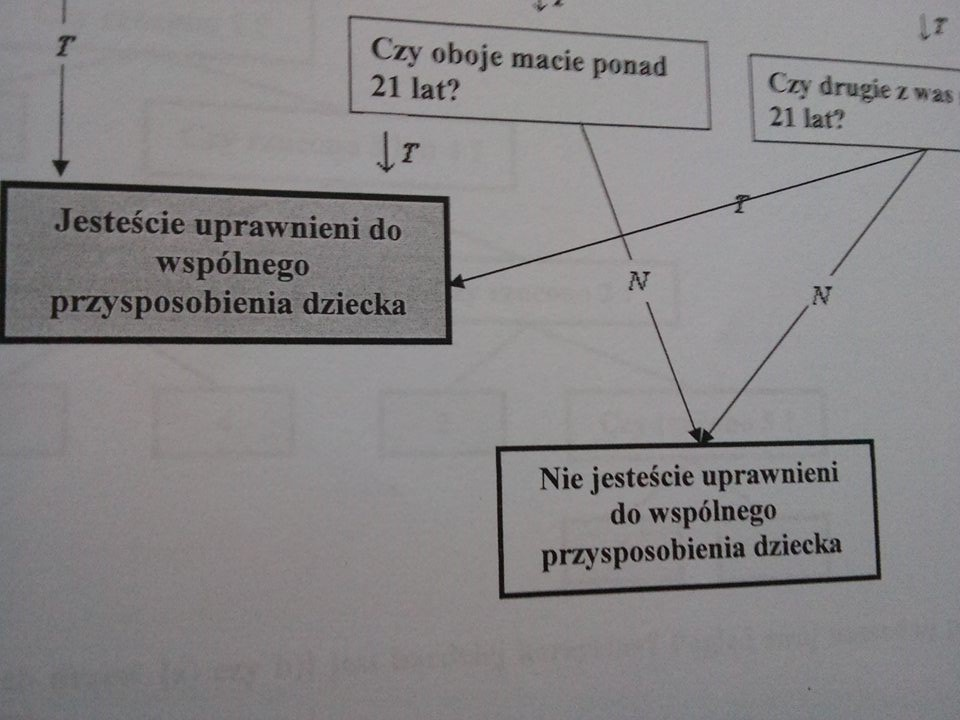 T
T
Czy oboje macie ponad
21 lat?
Czy drugie z was
21 lat?
T
T
Jesteście uprawnieni do
wspólnego
przysposobienia dziecka
N
N
Nie jesteście uprawnieni
do wspólnego
przysposobienia dziecka